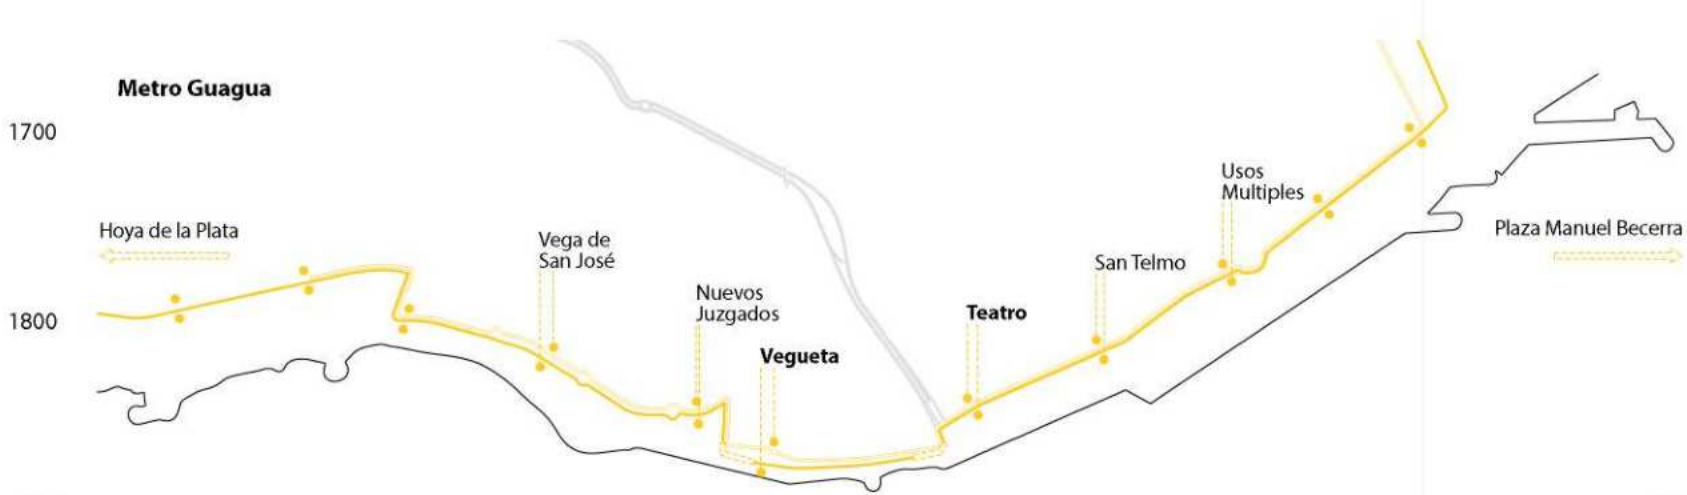 Metro Guagua
1700
Usos
Multiples
Hoya de la Plata
Vega de
San José
San Telmo
Plaza Manuel Becerra
Nuevos
Juzgados
Teatro
1800
Vegueta